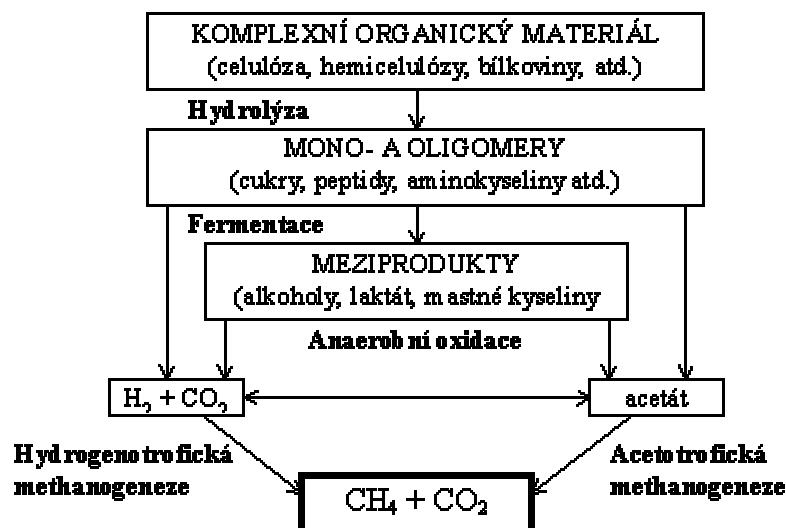 KOMPLEXNÍ ORGANICKÝ MATERIÁL
(celulóza, hemicelulózy, bílkoviny, atd.)
Hydrolýza
MONO- A OLIGOMERY
(cukry, peptidy, aminokyseliny atd.)
Fermentace
MEZIPRODUKTY
(alkoholy, laktát, mastné kyseliny
Anaerobní oxidace
H₂ + CO₂
acetát
Hydrogenotrofická
methanogeneze
Acetotrofická
methanogeneze
CH₄ + CO₂